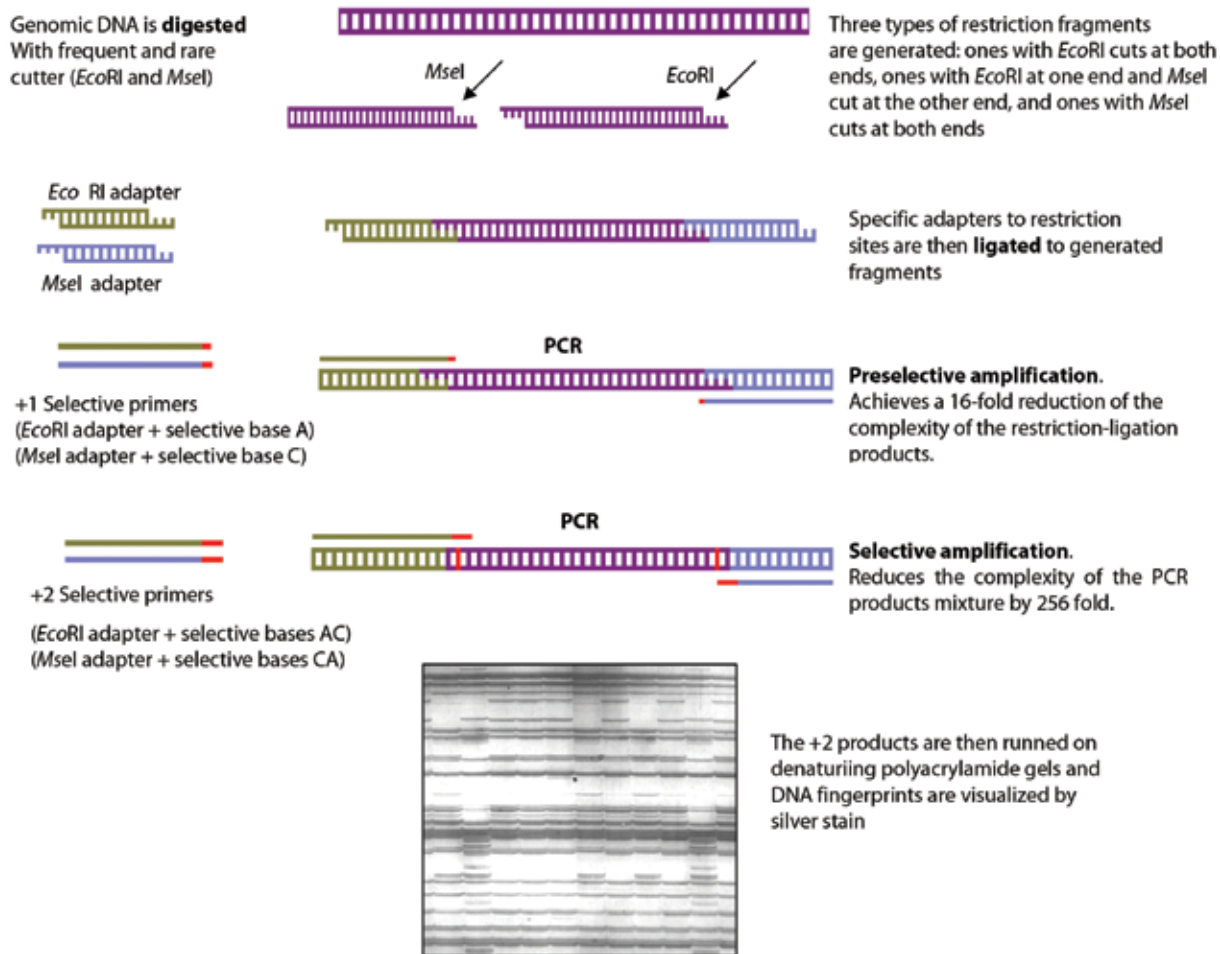 Genomic DNA is digested
With frequent and rare
cutter (EcoRI and MseI)
MseI
EcoRI
Three types of restriction fragments
are generated: ones with EcoRI cuts at both
ends, ones with EcoRI at one end and MseI
cut at the other end, and ones with MseI
cuts at both ends
Eco RI adapter
MseI adapter
Specific adapters to restriction
sites are then ligated to generated
fragments
+1 Selective primers
(EcoRI adapter + selective base A)
(MseI adapter + selective base C)
PCR
Preselective amplification.
Achieves a 16-fold reduction of the
complexity of the restriction-ligation
products.
+2 Selective primers
(EcoRI adapter + selective bases AC)
(MseI adapter + selective bases CA)
PCR
Selective amplification.
Reduces the complexity of the PCR
products mixture by 256 fold.
The +2 products are then runned on
denaturiing polyacrylamide gels and
DNA fingerprints are visualized by
silver stain